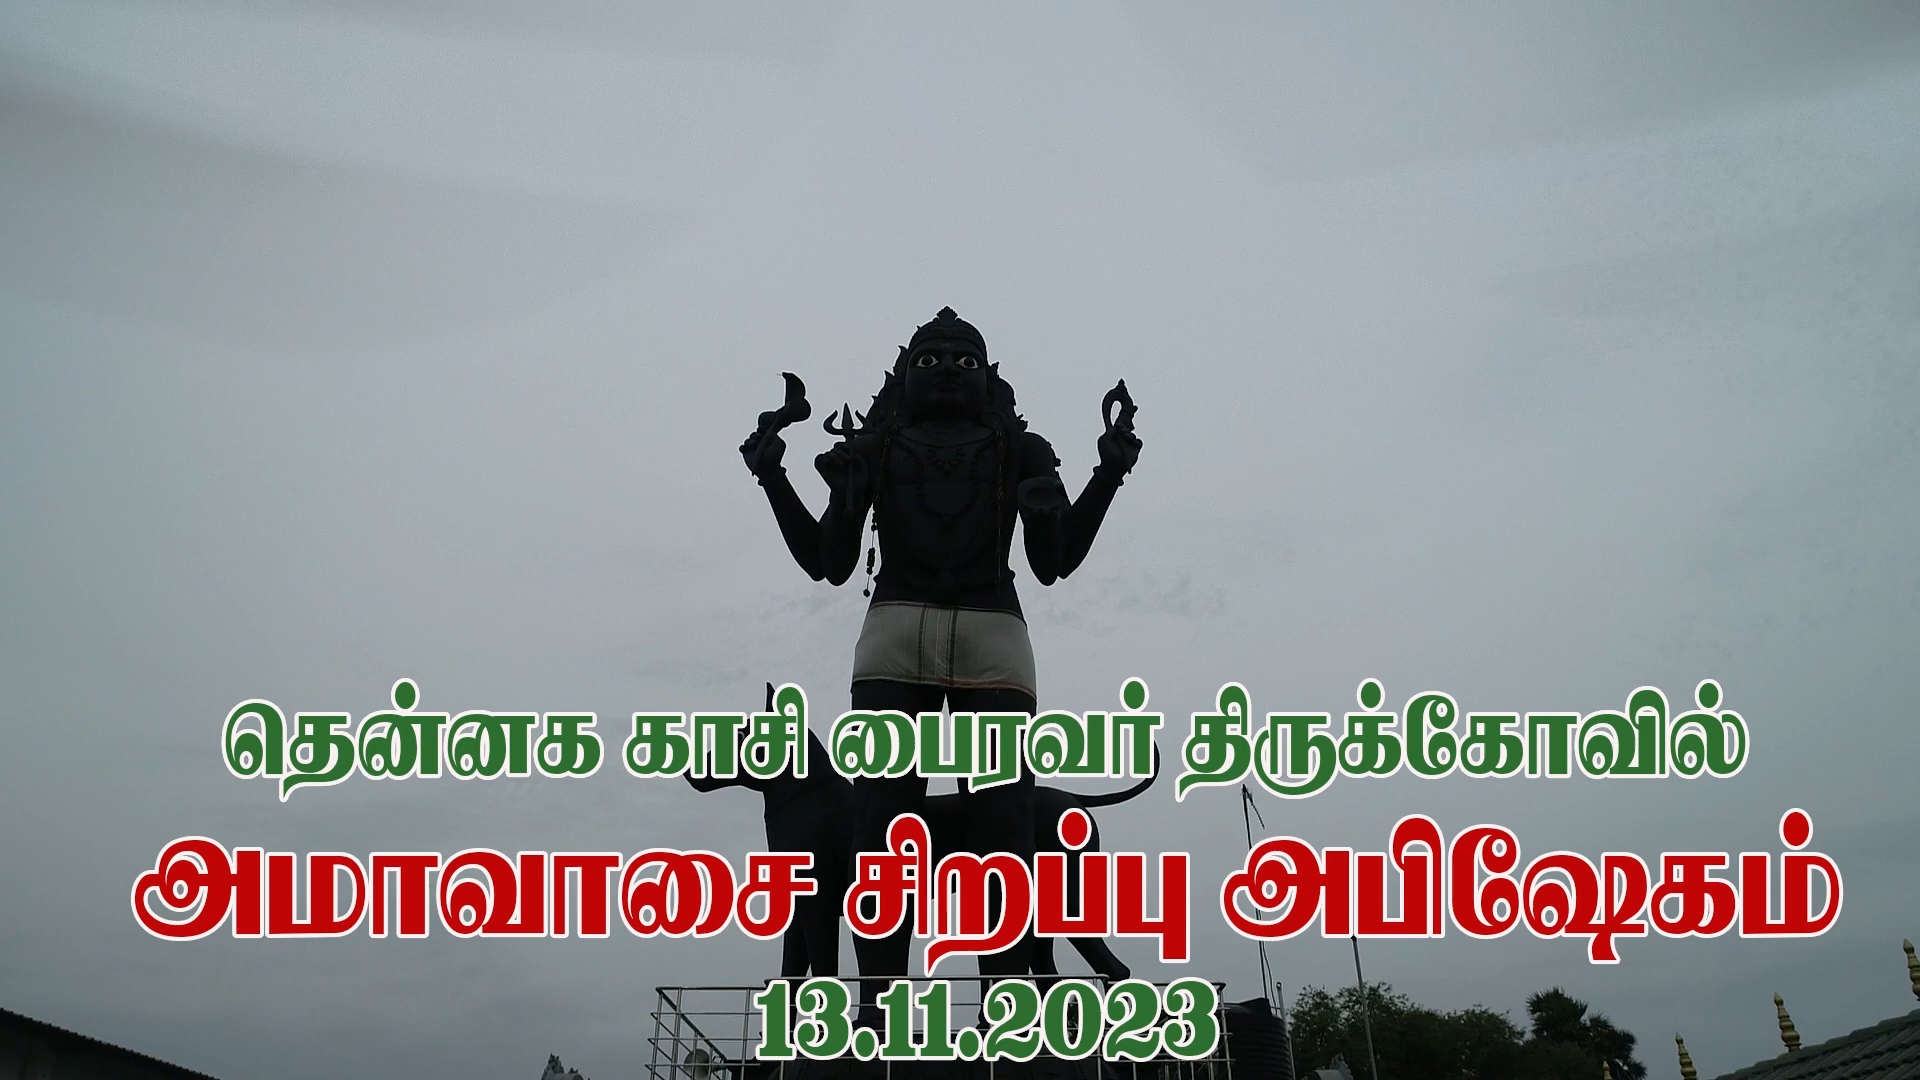 தென்னக காசி பைரவர் திருக்கோவில்
அமாவாசை சிறப்பு அபிஷேகம்
13.11.2023